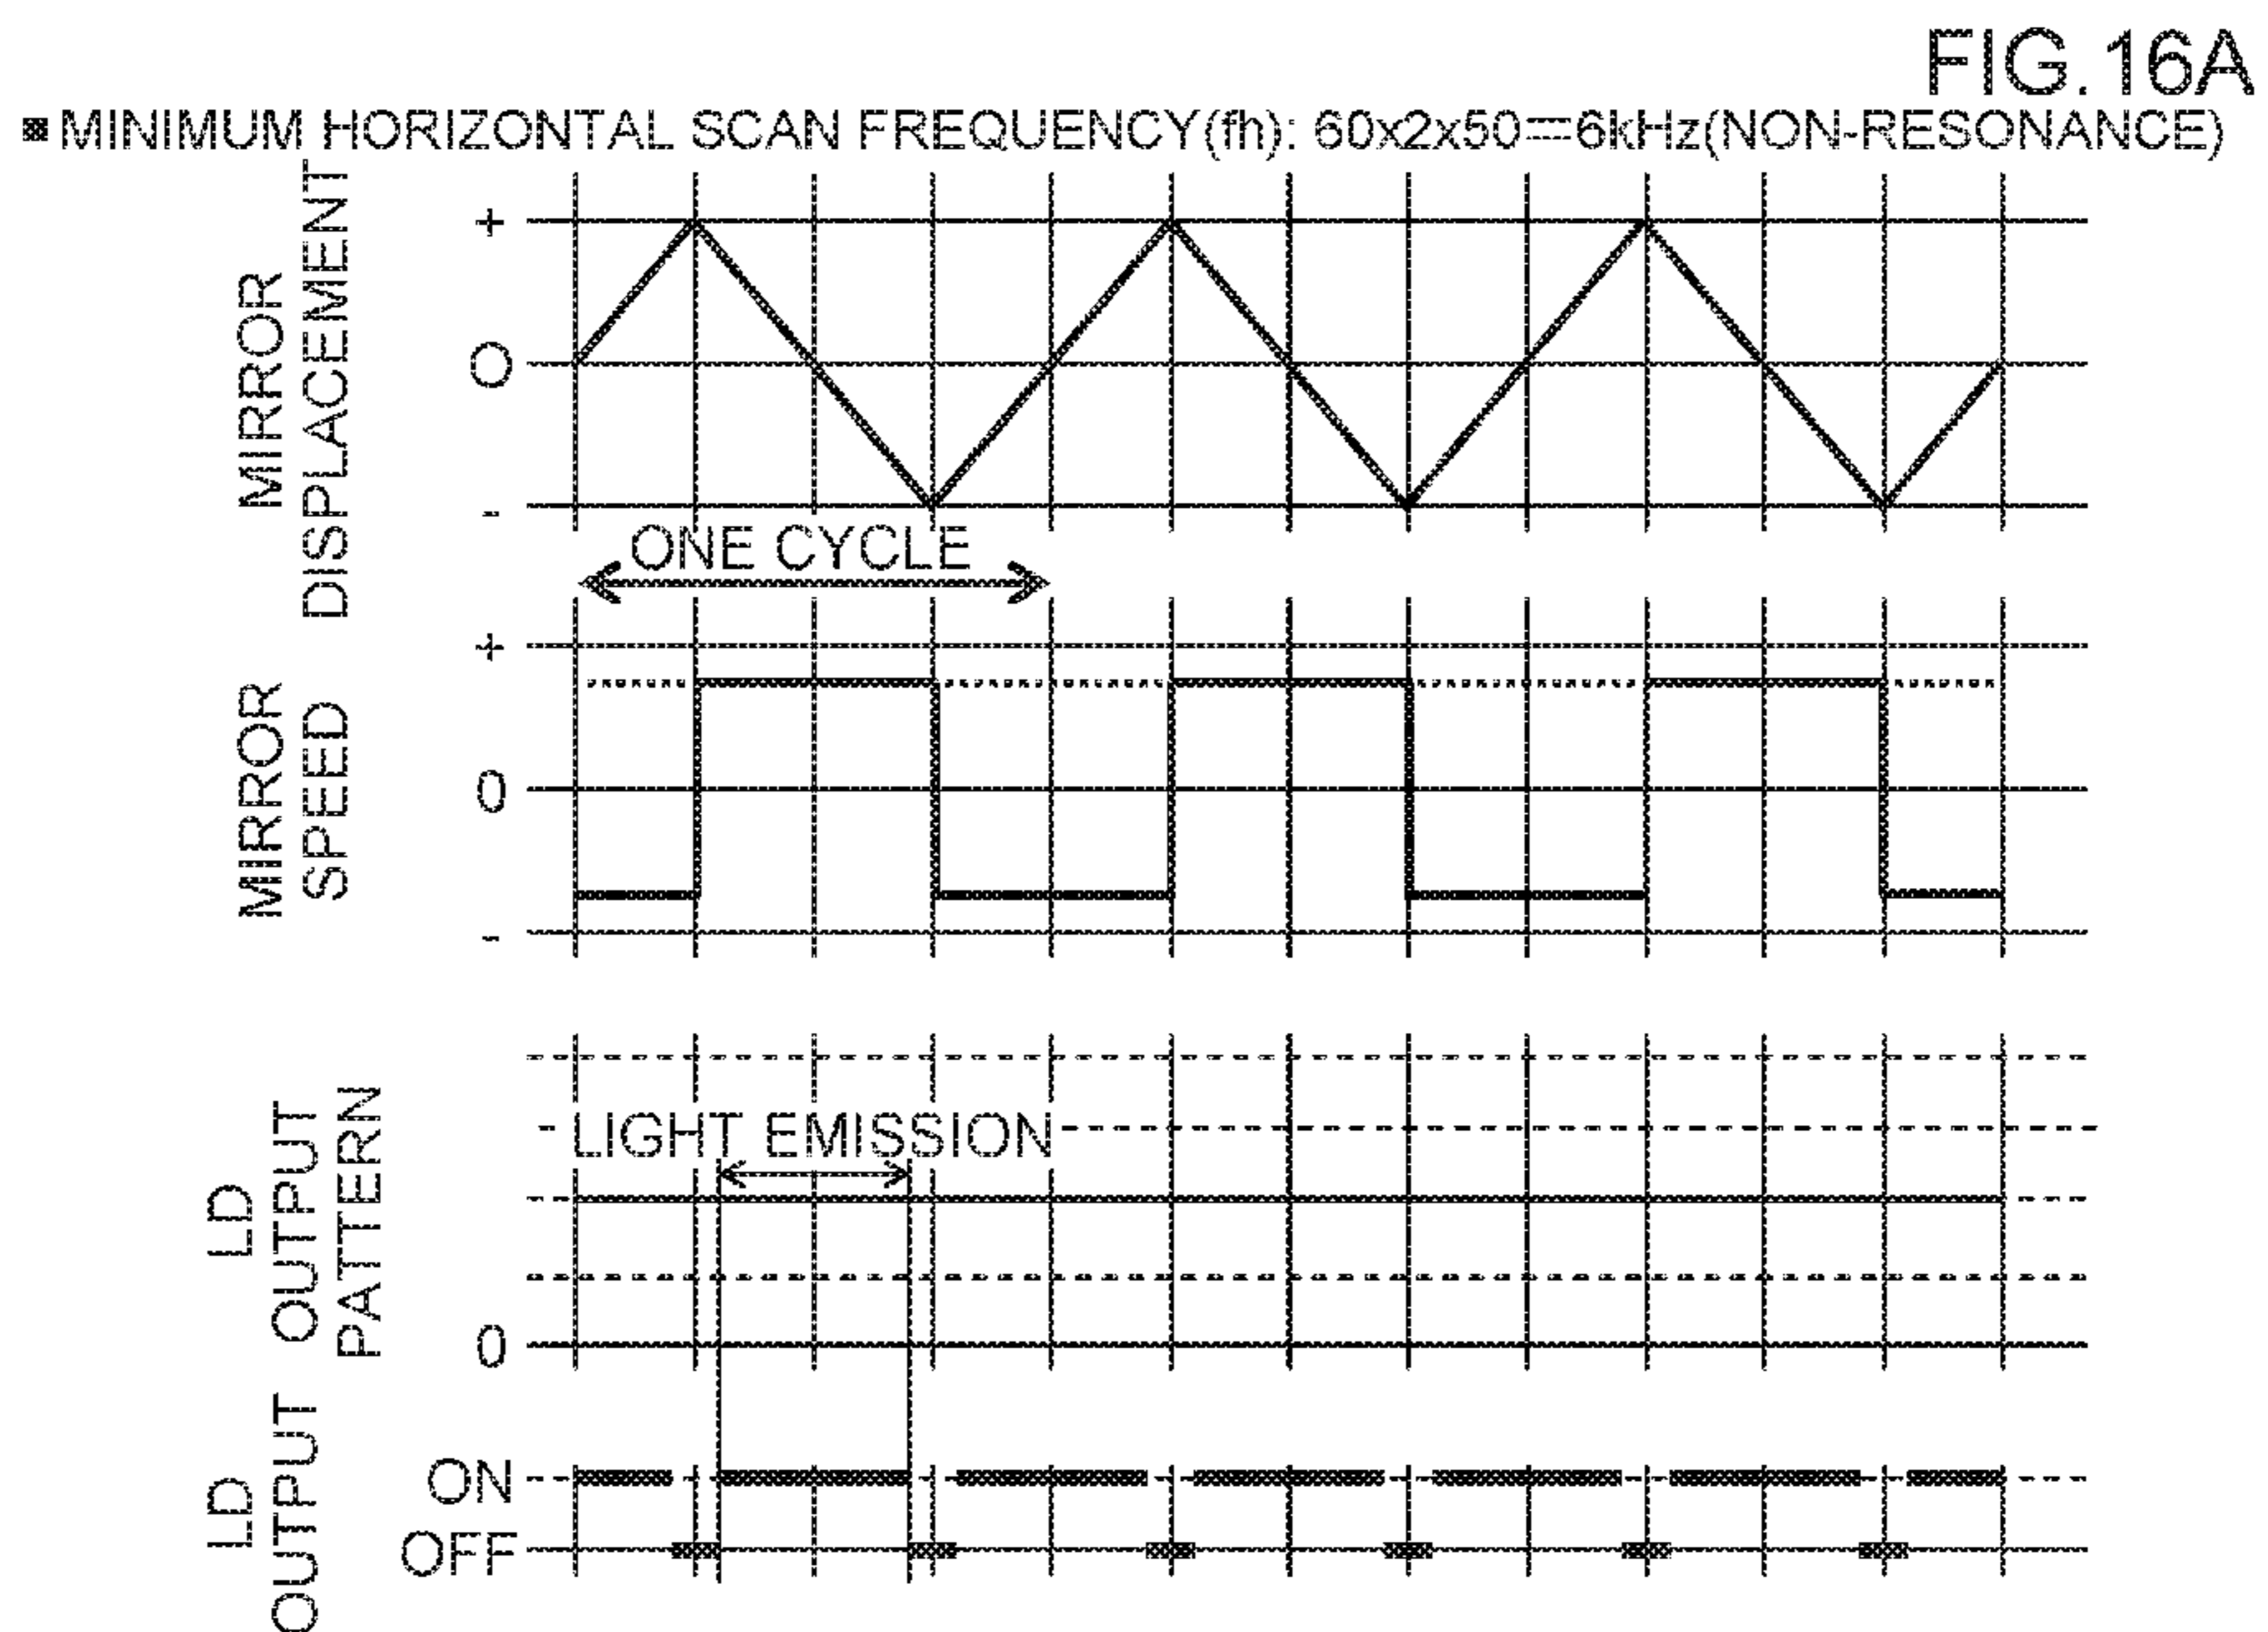 FIG. 16A
■ MINIMUM HORIZONTAL SCAN FREQUENCY(fh): 60x2x50=6kHz(NON-RESONANCE)
MIRROR
DISPLACEMENT
+
O
-
ONE CYCLE
MIRROR
SPEED
+
0
-
LD
OUTPUT
PATTERN
LIGHT EMISSION
0
LD
OUTPUT
ON
OFF